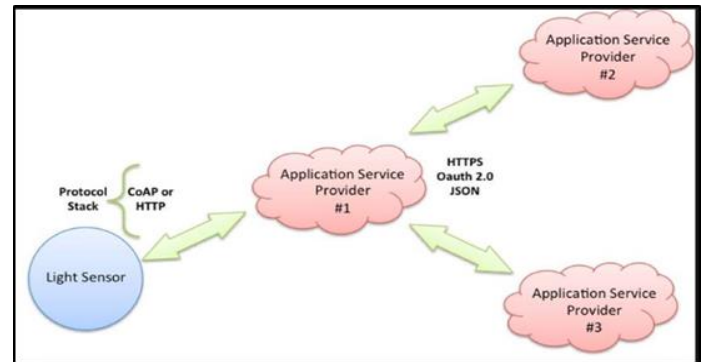 Application Service
Provider
#2
Protocol
Stack
CoAP or
HTTP
Application Service
Provider
#1
HTTPS
Oauth 2.0
JSON
Light Sensor
Application Service
Provider
#3